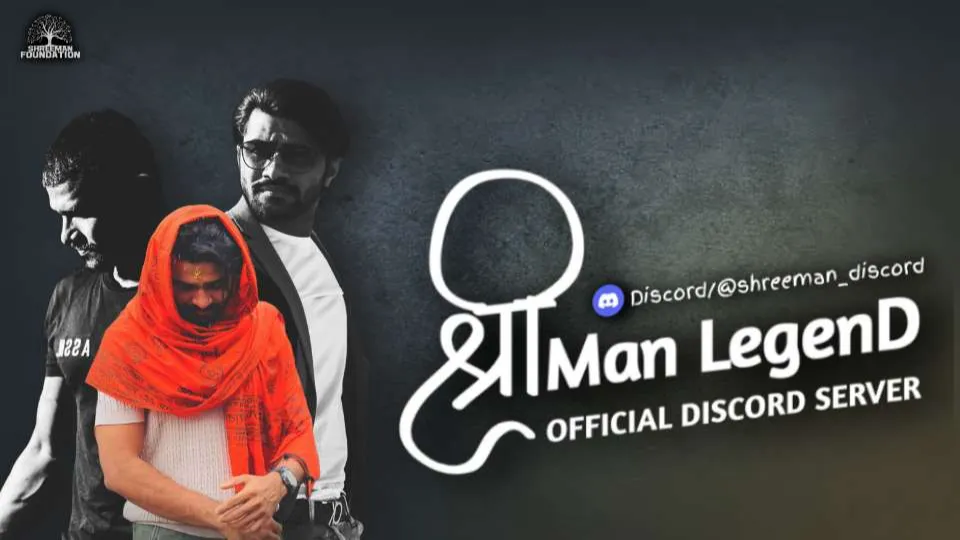 SHREEMAN
FOUNDATION
Discord/@shreeman_discord
श्री Man LegenD
OFFICIAL DISCORD SERVER